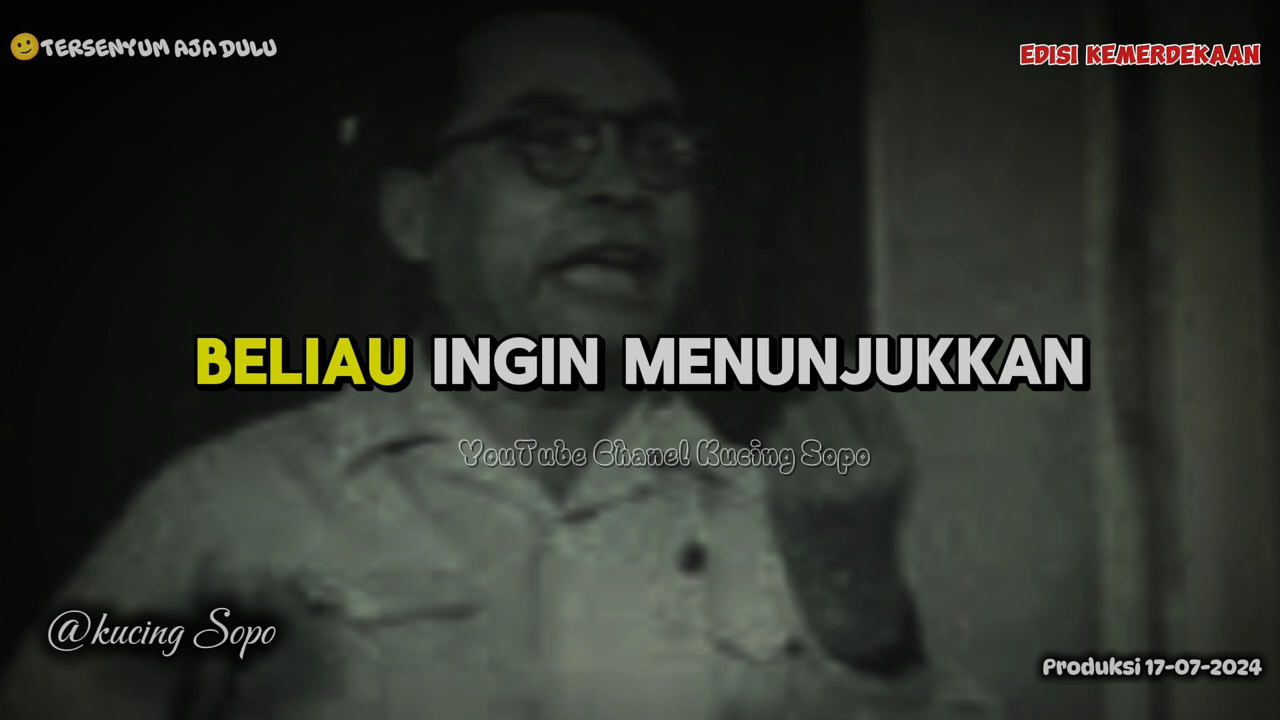 TERSENYUM AJA DULU
EDISI KEMERDEKAAN
BELIAU INGIN MENUNJUKKAN
YouTube Chanel Kucing Sopo
@kucing Sopo
Produksi 17-07-2024